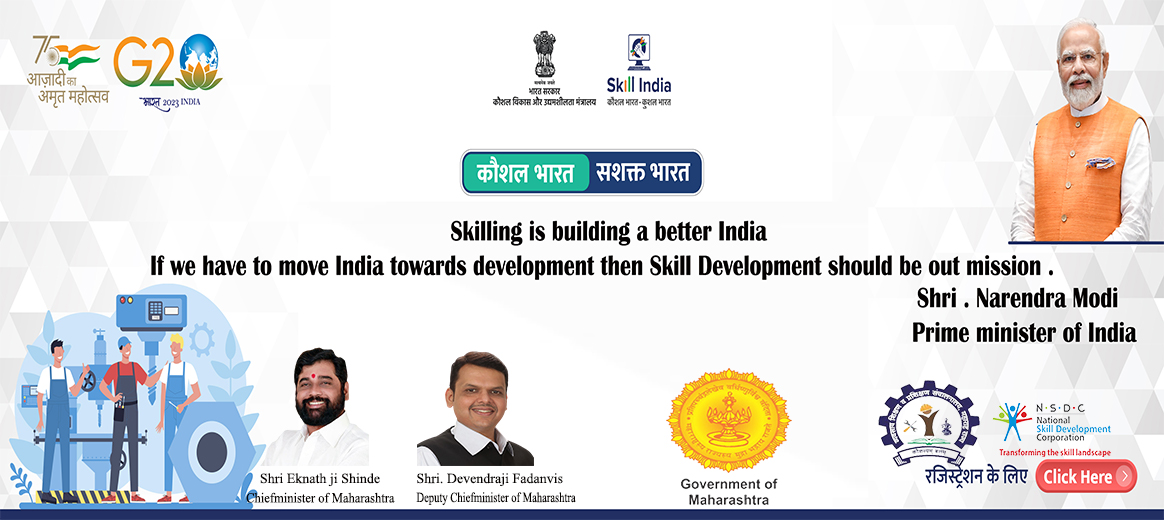 75
आज़ादी का
अमृत महोत्सव
G20
भारत 2023 INDIA
सत्यमेव जयते
भारत सरकार
कौशल विकास और उद्यमशीलता मंत्रालय
Skill India
कौशल भारत - कुशल भारत
कौशल भारत सशक्त भारत
Skilling is building a better India
If we have to move India towards development then Skill Development should be out mission .
Shri . Narendra Modi
Prime minister of India
Shri Eknath ji Shinde
Chiefminister of Maharashtra
Shri. Devendraji Fadanvis
Deputy Chiefminister of Maharashtra
Government of
Maharashtra
N·S·D·C
National
Skill Development
Corporation
Transforming the skill landscape
रजिस्ट्रेशन के लिए Click Here